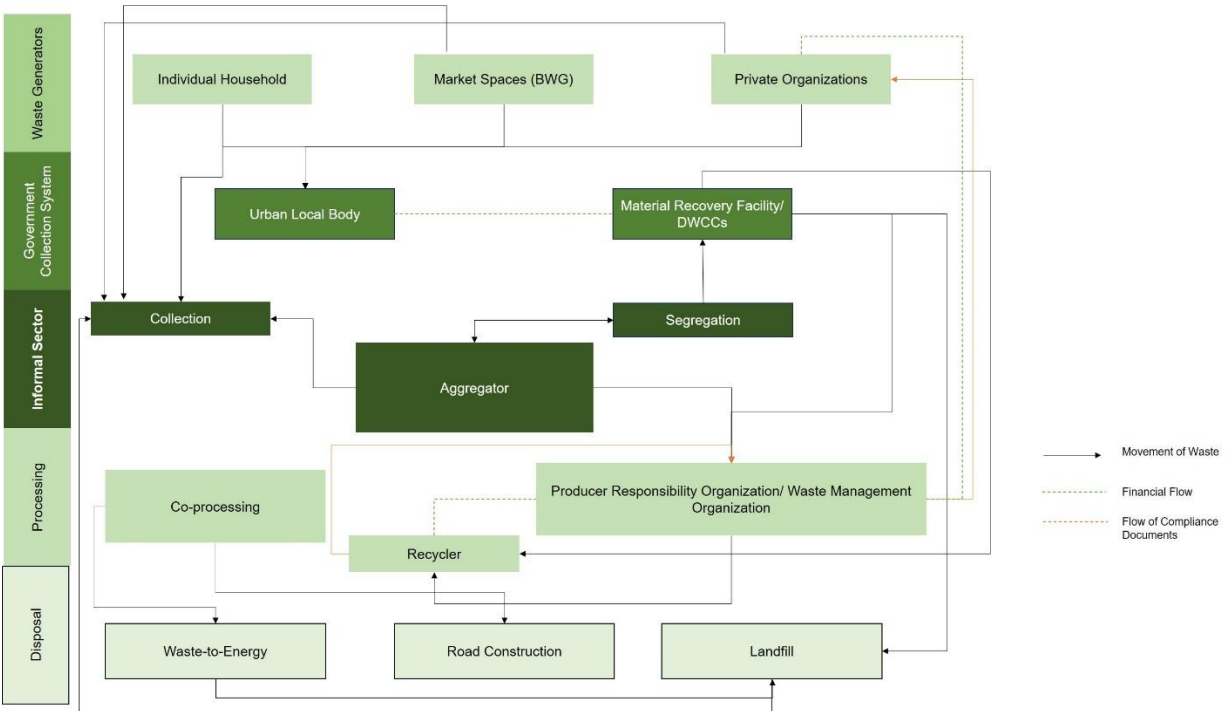 Waste Generators
Individual Household
Market Spaces (BWG)
Private Organizations
Government
Collection System
Urban Local Body
Material Recovery Facility/
DWCCs
Informal Sector
Collection
Segregation
Aggregator
Processing
Co-processing
Producer Responsibility Organization/ Waste Management
Organization
Recycler
Disposal
Waste-to-Energy
Road Construction
Landfill
Movement of Waste
Financial Flow
Flow of Compliance
Documents